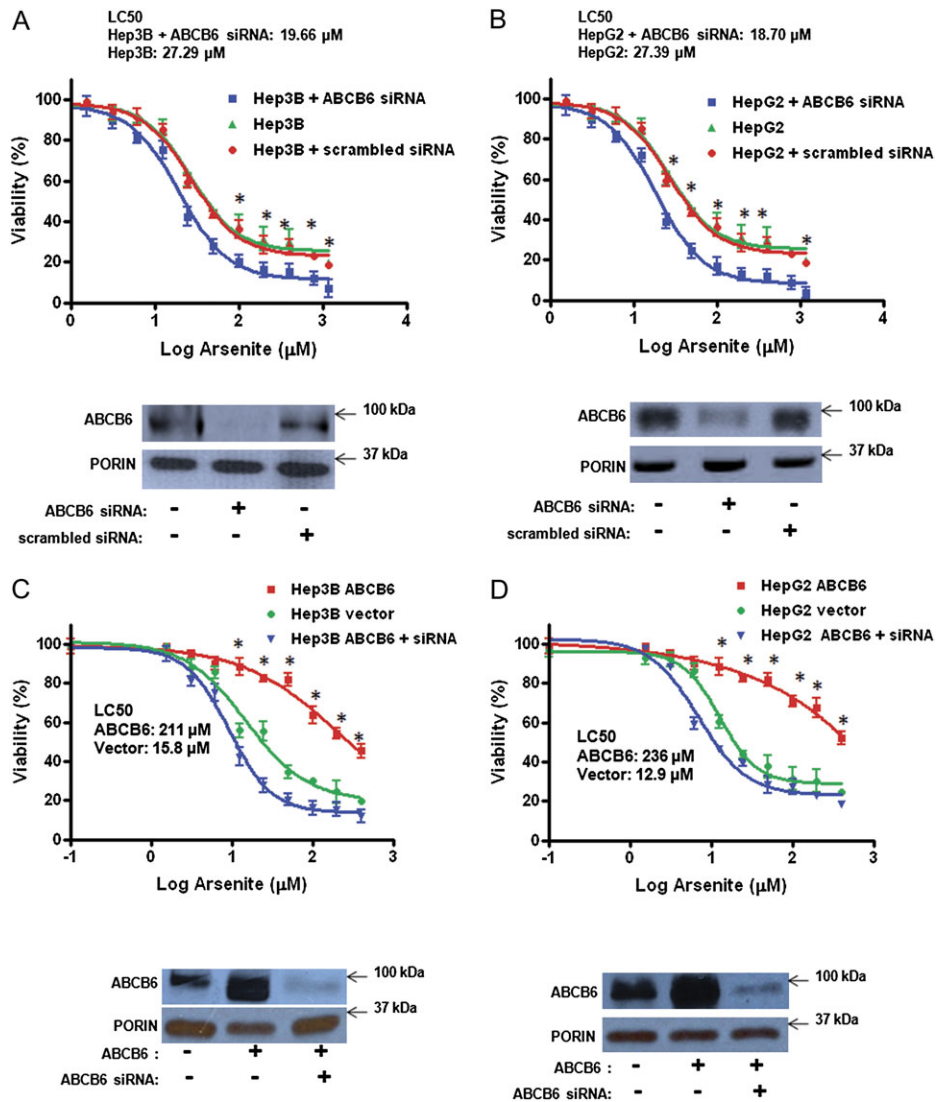 A
LC50
Hep3B + ABCB6 siRNA: 19.66 µM
Hep3B: 27.29 µM
Hep3B + ABCB6 siRNA
Hep3B
Hep3B + scrambled siRNA
Viability (%)
100
80
60
40
20
0
* * * * *
0 1 2 3 4
Log Arsenite (µM)
ABCB6
100 kDa
PORIN
37 kDa
ABCB6 siRNA: - + -
scrambled siRNA: - - +
B
LC50
HepG2 + ABCB6 siRNA: 18.70 µM
HepG2: 27.39 µM
HepG2 + ABCB6 siRNA
HepG2
HepG2 + scrambled siRNA
Viability (%)
100
80
60
40
20
0
* * * * * *
0 1 2 3 4
Log Arsenite (µM)
ABCB6
100 kDa
PORIN
37 kDa
ABCB6 siRNA: - + -
scrambled siRNA: - - +
C
Hep3B ABCB6
Hep3B vector
Hep3B ABCB6 + siRNA
Viability (%)
100
80
60
40
20
0
* * * * * *
LC50
ABCB6: 211 µM
Vector: 15.8 µM
-1 0 1 2 3
Log Arsenite (µM)
ABCB6
100 kDa
PORIN
37 kDa
ABCB6 : - + +
ABCB6 siRNA: +
D
HepG2 ABCB6
HepG2 vector
HepG2 ABCB6 + siRNA
Viability (%)
100
80
60
40
20
0
* * * * * *
LC50
ABCB6: 236 µM
Vector: 12.9 µM
-1 0 1 2 3
Log Arsenite (µM)
ABCB6
100 kDa
PORIN
37 kDa
ABCB6 : - + +
ABCB6 siRNA: +